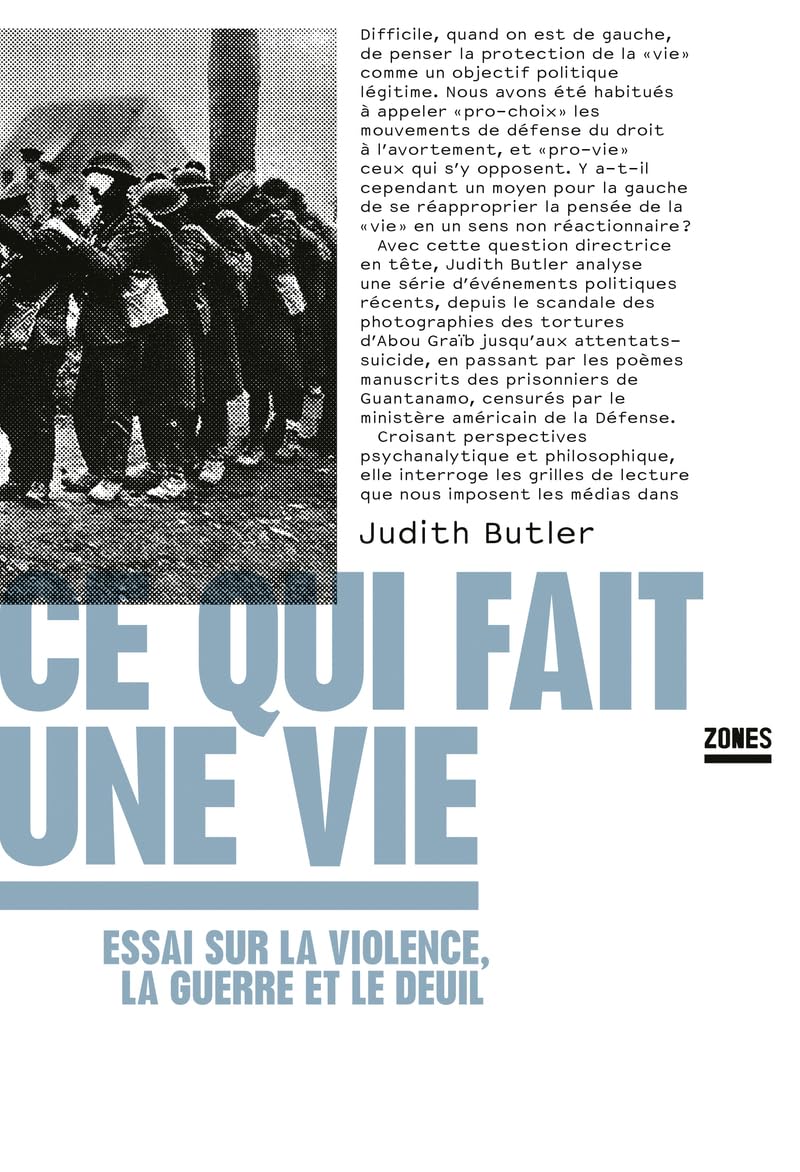 Difficile, quand on est de gauche,
de penser la protection de la «vie»
comme un objectif politique
légitime. Nous avons été habitués
à appeler «pro-choix» les
mouvements de défense du droit
à l'avortement, et «pro-vie»
ceux qui s'y opposent. Y a-t-il
cependant un moyen pour la gauche
de se réapproprier la pensée de la
«vie» en un sens non réactionnaire?
Avec cette question directrice
en tête, Judith Butler analyse
une série d'événements politiques
récents, depuis le scandale des
photographies des tortures
d'Abou Graïb jusqu'aux attentats-
suicide, en passant par les poèmes
manuscrits des prisonniers de
Guantanamo, censurés par le
ministère américain de la Défense.
Croisant perspectives
psychanalytique et philosophique,
elle interroge les grilles de lecture
que nous imposent les médias dans
Judith Butler
CE QUI FAIT
UNE VIE
ZONES
ESSAI SUR LA VIOLENCE,
LA GUERRE ET LE DEUIL